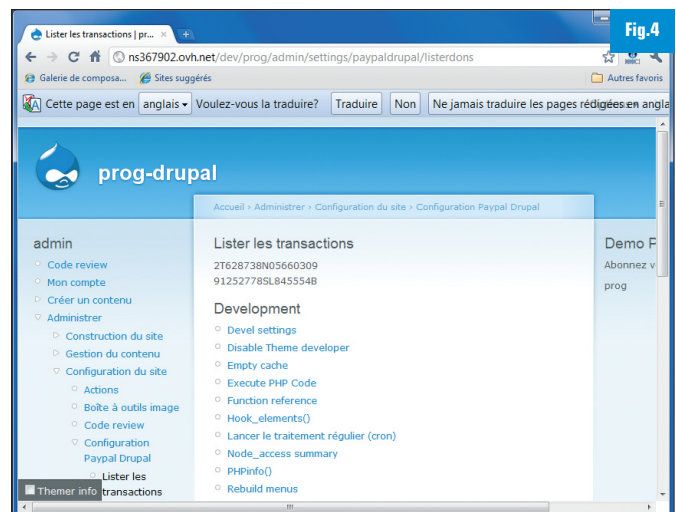 Fig.4
Lister les transactions | pr...
ns367902.ovh.net/dev/prog/admin/settings/paypaldrupal/listerdons
Galerie de composa... Sites suggérés Autres favoris
Cette page est en anglais Voulez-vous la traduire? Traduire Non Ne jamais traduire les pages rédigées en angla
prog-drupal
Accueil › Administrer › Configuration du site › Configuration Paypal Drupal
admin
Code review
Mon compte
Créer un contenu
Administrer
Construction du site
Gestion du contenu
Configuration du site
Actions
Boîte à outils image
Code review
Configuration
Paypal Drupal
Lister les
transactions
Themer info
Lister les transactions
2T628738N05660309
91252778SL845554B
Development
Devel settings
Disable Theme developer
Empty cache
Execute PHP Code
Function reference
Hook_elements()
Lancer le traitement régulier (cron)
Node_access summary
PHPinfo()
Rebuild menus
Demo P
Abonnez v
prog